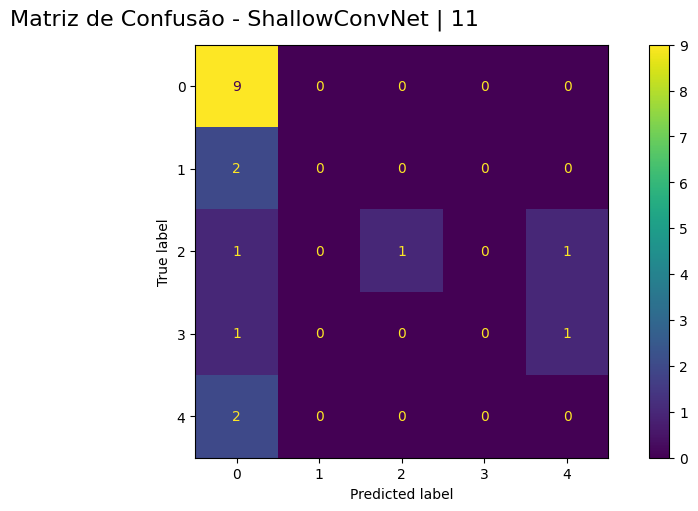 Matriz de Confusão - ShallowConvNet | 11
0 9 0 0 0 0
1 2 0 0 0 0
2 1 0 1 0 1
3 1 0 0 0 1
4 2 0 0 0 0
0 1 2 3 4
True label
Predicted label
9
8
7
6
5
4
3
2
1
0